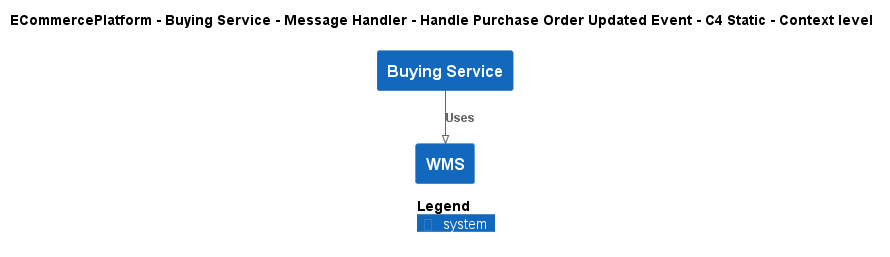 ECommercePlatform - Buying Service - Message Handler - Handle Purchase Order Updated Event - C4 Static - Context level
Buying Service
Uses
WMS
Legend
system